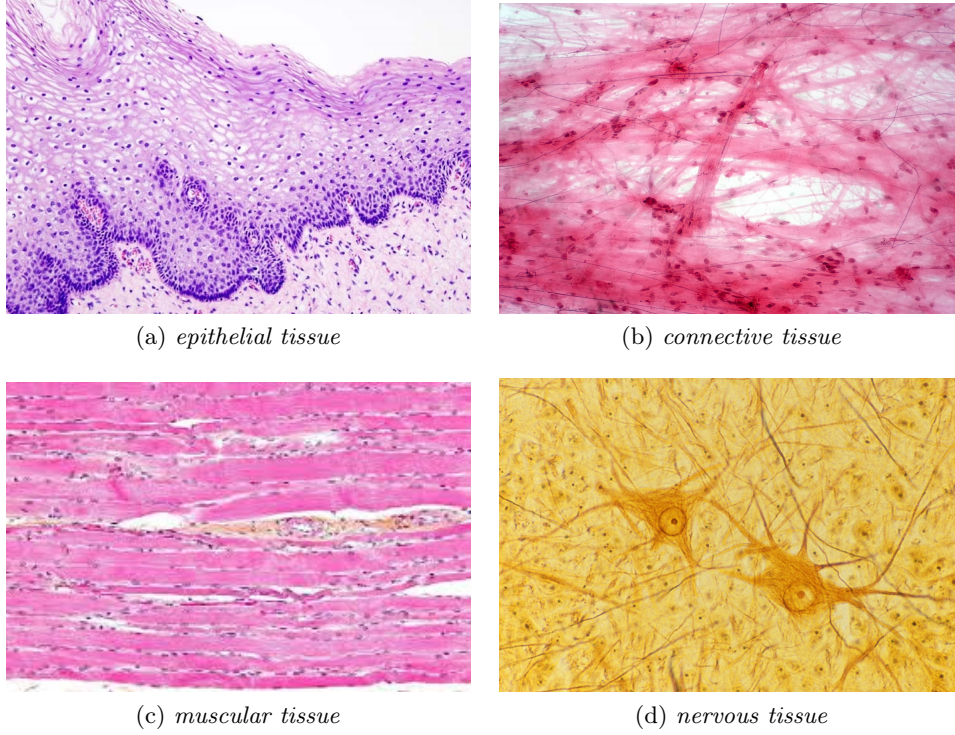 (a) epithelial tissue
(b) connective tissue
(c) muscular tissue
(d) nervous tissue